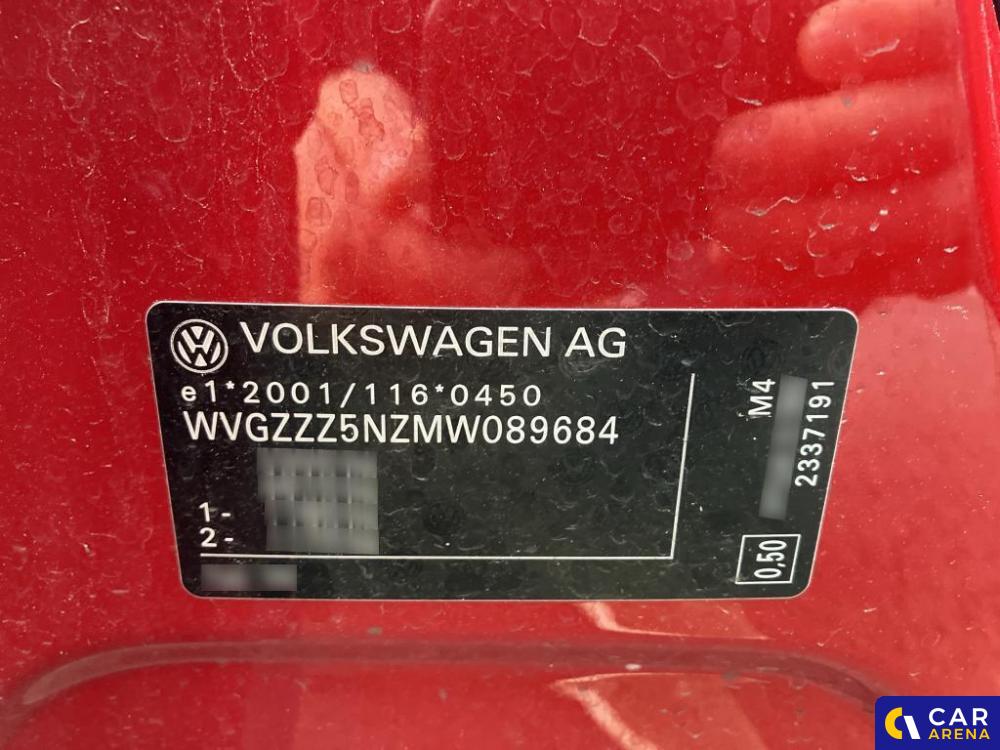 VOLKSWAGEN AG
e1*2001/116*0450
WVGZZZ5NZMW089684
1-
2-
M4
2337191
0,50
CAR
ARENA